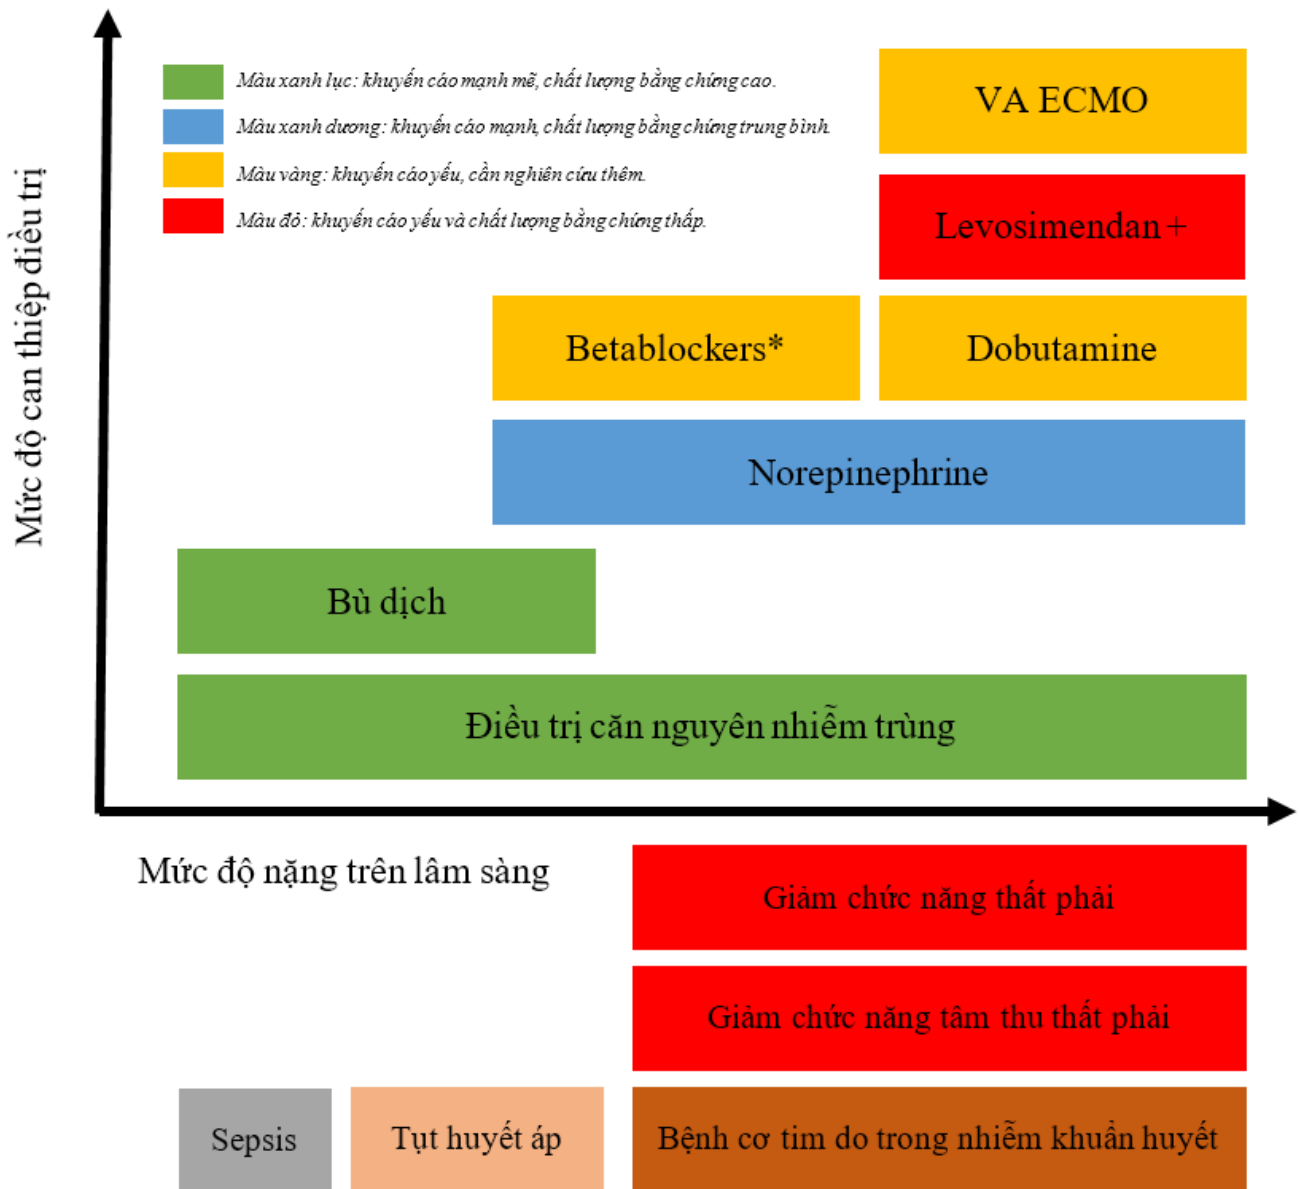 Màu xanh lục: khuyến cáo mạnh mẽ, chất lượng bằng chứng cao.
Màu xanh dương: khuyến cáo mạnh, chất lượng bằng chứng trung bình.
Màu vàng: khuyến cáo yếu, cần nghiên cứu thêm.
Màu đỏ: khuyến cáo yếu và chất lượng bằng chứng thấp.
Mức độ can thiệp điều trị
VA ECMO
Levosimendan +
Betablockers*
Dobutamine
Norepinephrine
Bù dịch
Điều trị căn nguyên nhiễm trùng
Mức độ nặng trên lâm sàng
Giảm chức năng thất phải
Giảm chức năng tâm thu thất phải
Sepsis
Tụt huyết áp
Bệnh cơ tim do trong nhiễm khuẩn huyết